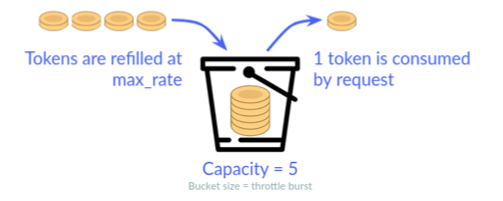 Tokens are refilled at
max_rate
1 token is consumed
by request
Capacity = 5
Bucket size = throttle burst